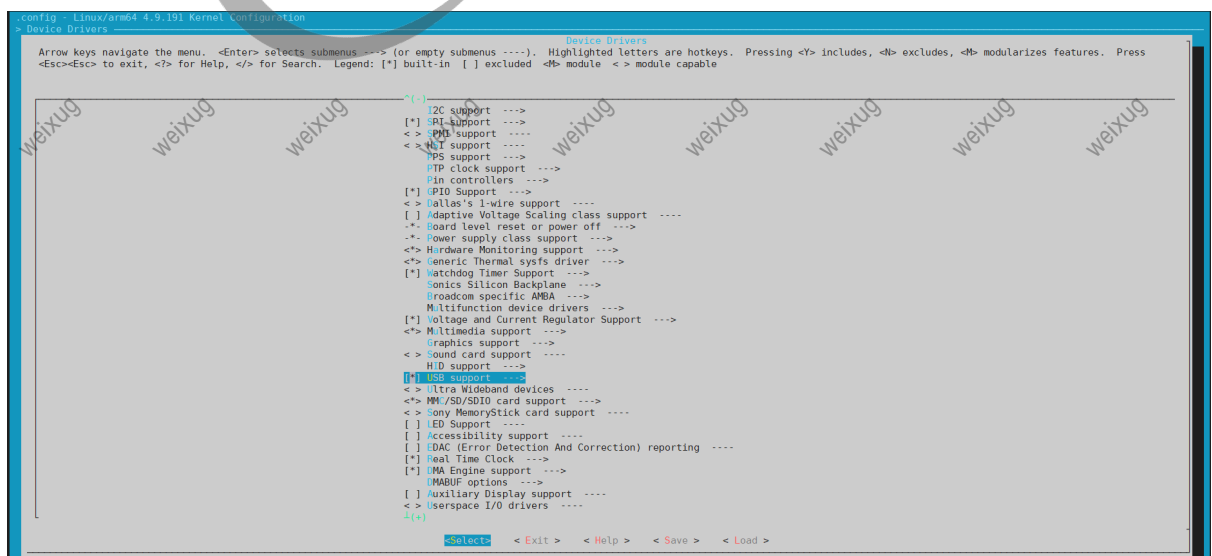 .config - Linux/arm64 4.9.191 Kernel Configuration
> Device Drivers
Device Drivers
Arrow keys navigate the menu. <Enter> selects submenus ---> (or empty submenus ----). Highlighted letters are hotkeys. Pressing <Y> includes, <N> excludes, <M> modularizes features. Press
<Esc><Esc> to exit, <?> for Help, </> for Search. Legend: [*] built-in [ ] excluded <M> module < > module capable
^(-)
I2C support --->
[*] SPI support --->
< > SPMI support ----
< > HSI support ----
PPS support --->
PTP clock support --->
Pin controllers --->
[*] GPIO Support --->
< > Dallas's 1-wire support ----
[ ] Adaptive Voltage Scaling class support ----
-*- Board level reset or power off --->
-*- Power supply class support --->
<*> Hardware Monitoring support --->
<*> Generic Thermal sysfs driver --->
[*] Watchdog Timer Support --->
Sonics Silicon Backplane --->
Broadcom specific AMBA --->
Multifunction device drivers --->
[*] Voltage and Current Regulator Support --->
<*> Multimedia support --->
Graphics support --->
< > Sound card support ----
HID support --->
[*] USB support --->
< > Ultra Wideband devices ----
<*> MMC/SD/SDIO card support --->
< > Sony MemoryStick card support ----
[ ] LED Support ----
[ ] Accessibility support ----
[ ] EDAC (Error Detection And Correction) reporting ----
[*] Real Time Clock --->
[*] DMA Engine support --->
DMABUF options --->
[ ] Auxiliary Display support ----
< > Userspace I/O drivers ----
┴(+)
<Select> < Exit > < Help > < Save > < Load >
weixug weixug weixug weixug weixug weixug weixug weixug weixug